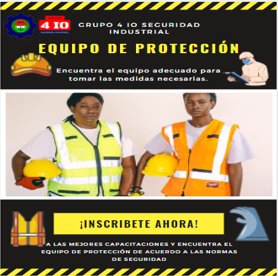 4 IO
GRUPO 4 IO SEGURIDAD
INDUSTRIAL
EQUIPO DE PROTECCIÓN
Encuentra el equipo adecuado para
tomar las medidas necesarias.
¡INSCRIBETE AHORA!
A LAS MEJORES CAPACITACIONES Y ENCUENTRA EL
EQUIPO DE PROTECCIÓN DE ACUERDO A LAS NORMAS
DE SEGURIDAD